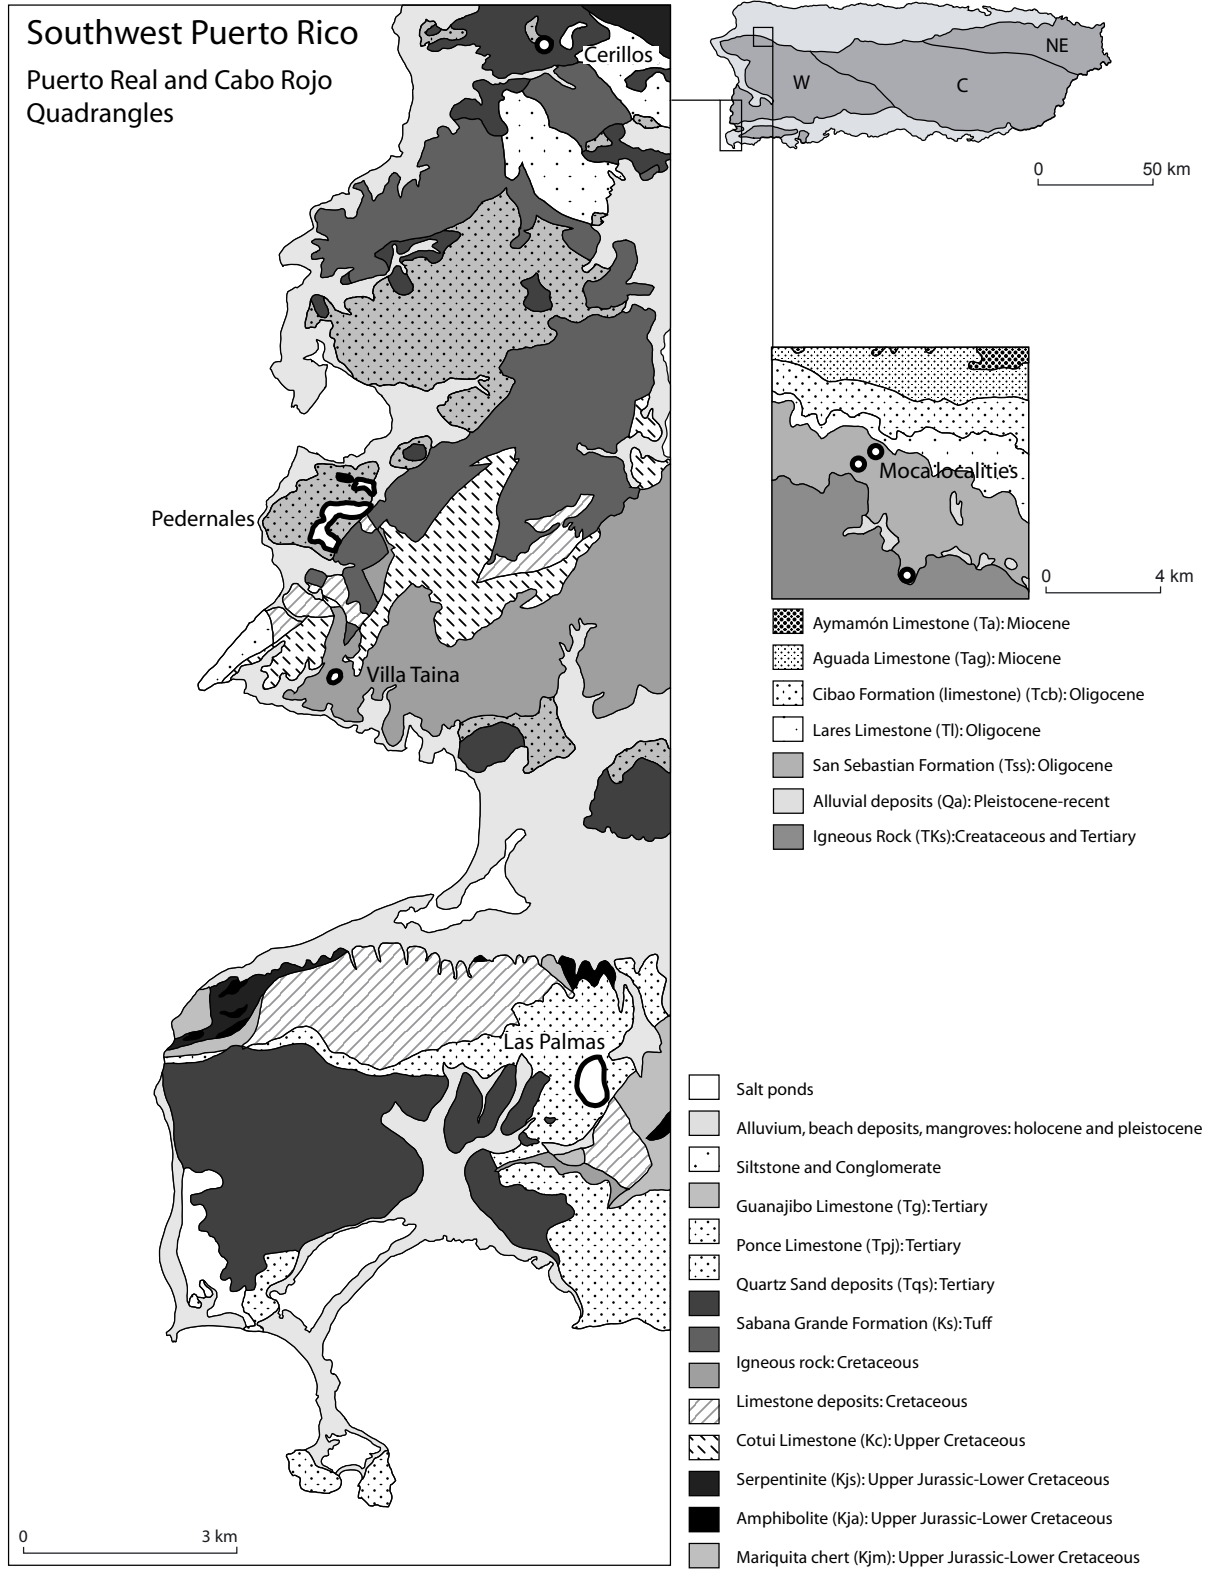 Southwest Puerto Rico
Puerto Real and Cabo Rojo
Quadrangles
Cerillos
Pedernales
Villa Taina
Las Palmas
0 3 km
W
C
NE
0 50 km
Moca localities
0 4 km
Aymamón Limestone (Ta): Miocene
Aguada Limestone (Tag): Miocene
Cibao Formation (limestone) (Tcb): Oligocene
Lares Limestone (Tl): Oligocene
San Sebastian Formation (Tss): Oligocene
Alluvial deposits (Qa): Pleistocene-recent
Igneous Rock (TKs):Creataceous and Tertiary
Salt ponds
Alluvium, beach deposits, mangroves: holocene and pleistocene
Siltstone and Conglomerate
Guanajibo Limestone (Tg): Tertiary
Ponce Limestone (Tpj): Tertiary
Quartz Sand deposits (Tqs): Tertiary
Sabana Grande Formation (Ks): Tuff
Igneous rock: Cretaceous
Limestone deposits: Cretaceous
Cotui Limestone (Kc): Upper Cretaceous
Serpentinite (Kjs): Upper Jurassic-Lower Cretaceous
Amphibolite (Kja): Upper Jurassic-Lower Cretaceous
Mariquita chert (Kjm): Upper Jurassic-Lower Cretaceous